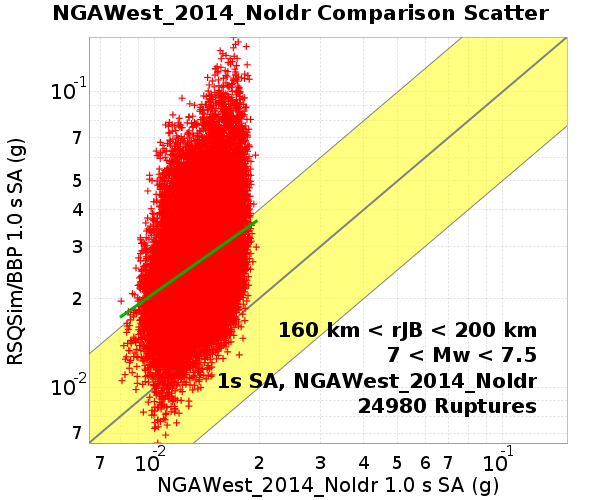 NGAWest_2014_NoIdr Comparison Scatter
RSQSim/BBP 1.0 s SA (g)
10⁻¹
7
5
4
3
2
10⁻²
7
160 km < rJB < 200 km
7 < Mw < 7.5
1s SA, NGAWest_2014_NoIdr
24980 Ruptures
7 10⁻² 2 3 4 5 6 7 10⁻¹
NGAWest_2014_NoIdr 1.0 s SA (g)